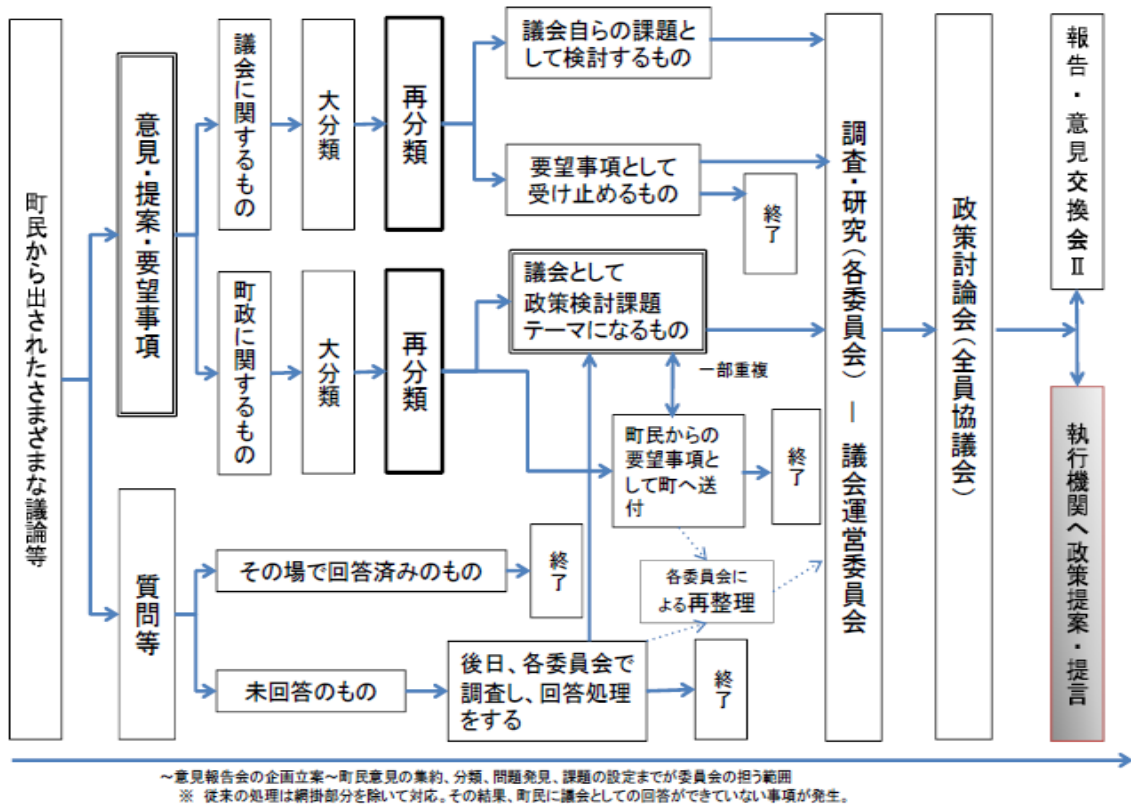 町民から出されたさまざまな議論等
意見・提案・要望事項
議会に関するもの
大分類
再分類
議会自らの課題と
して検討するもの
要望事項として
受け止めるもの
終了
町政に関するもの
大分類
再分類
議会として
政策検討課題
テーマになるもの
一部重複
町民からの
要望事項と
して町へ送
付
終了
質問等
その場で回答済みのもの
終了
各委員会に
よる再整理
未回答のもの
後日、各委員会で
調査し、回答処理
をする
終了
調査・研究(各委員会) ― 議会運営委員会
政策討論会(全員協議会)
報告・意見交換会Ⅱ
執行機関へ政策提案・提言
～意見報告会の企画立案～町民意見の集約、分類、問題発見、課題の設定までが委員会の担う範囲
※ 従来の処理は網掛部分を除いて対応。その結果、町民に議会としての回答ができていない事項が発生。